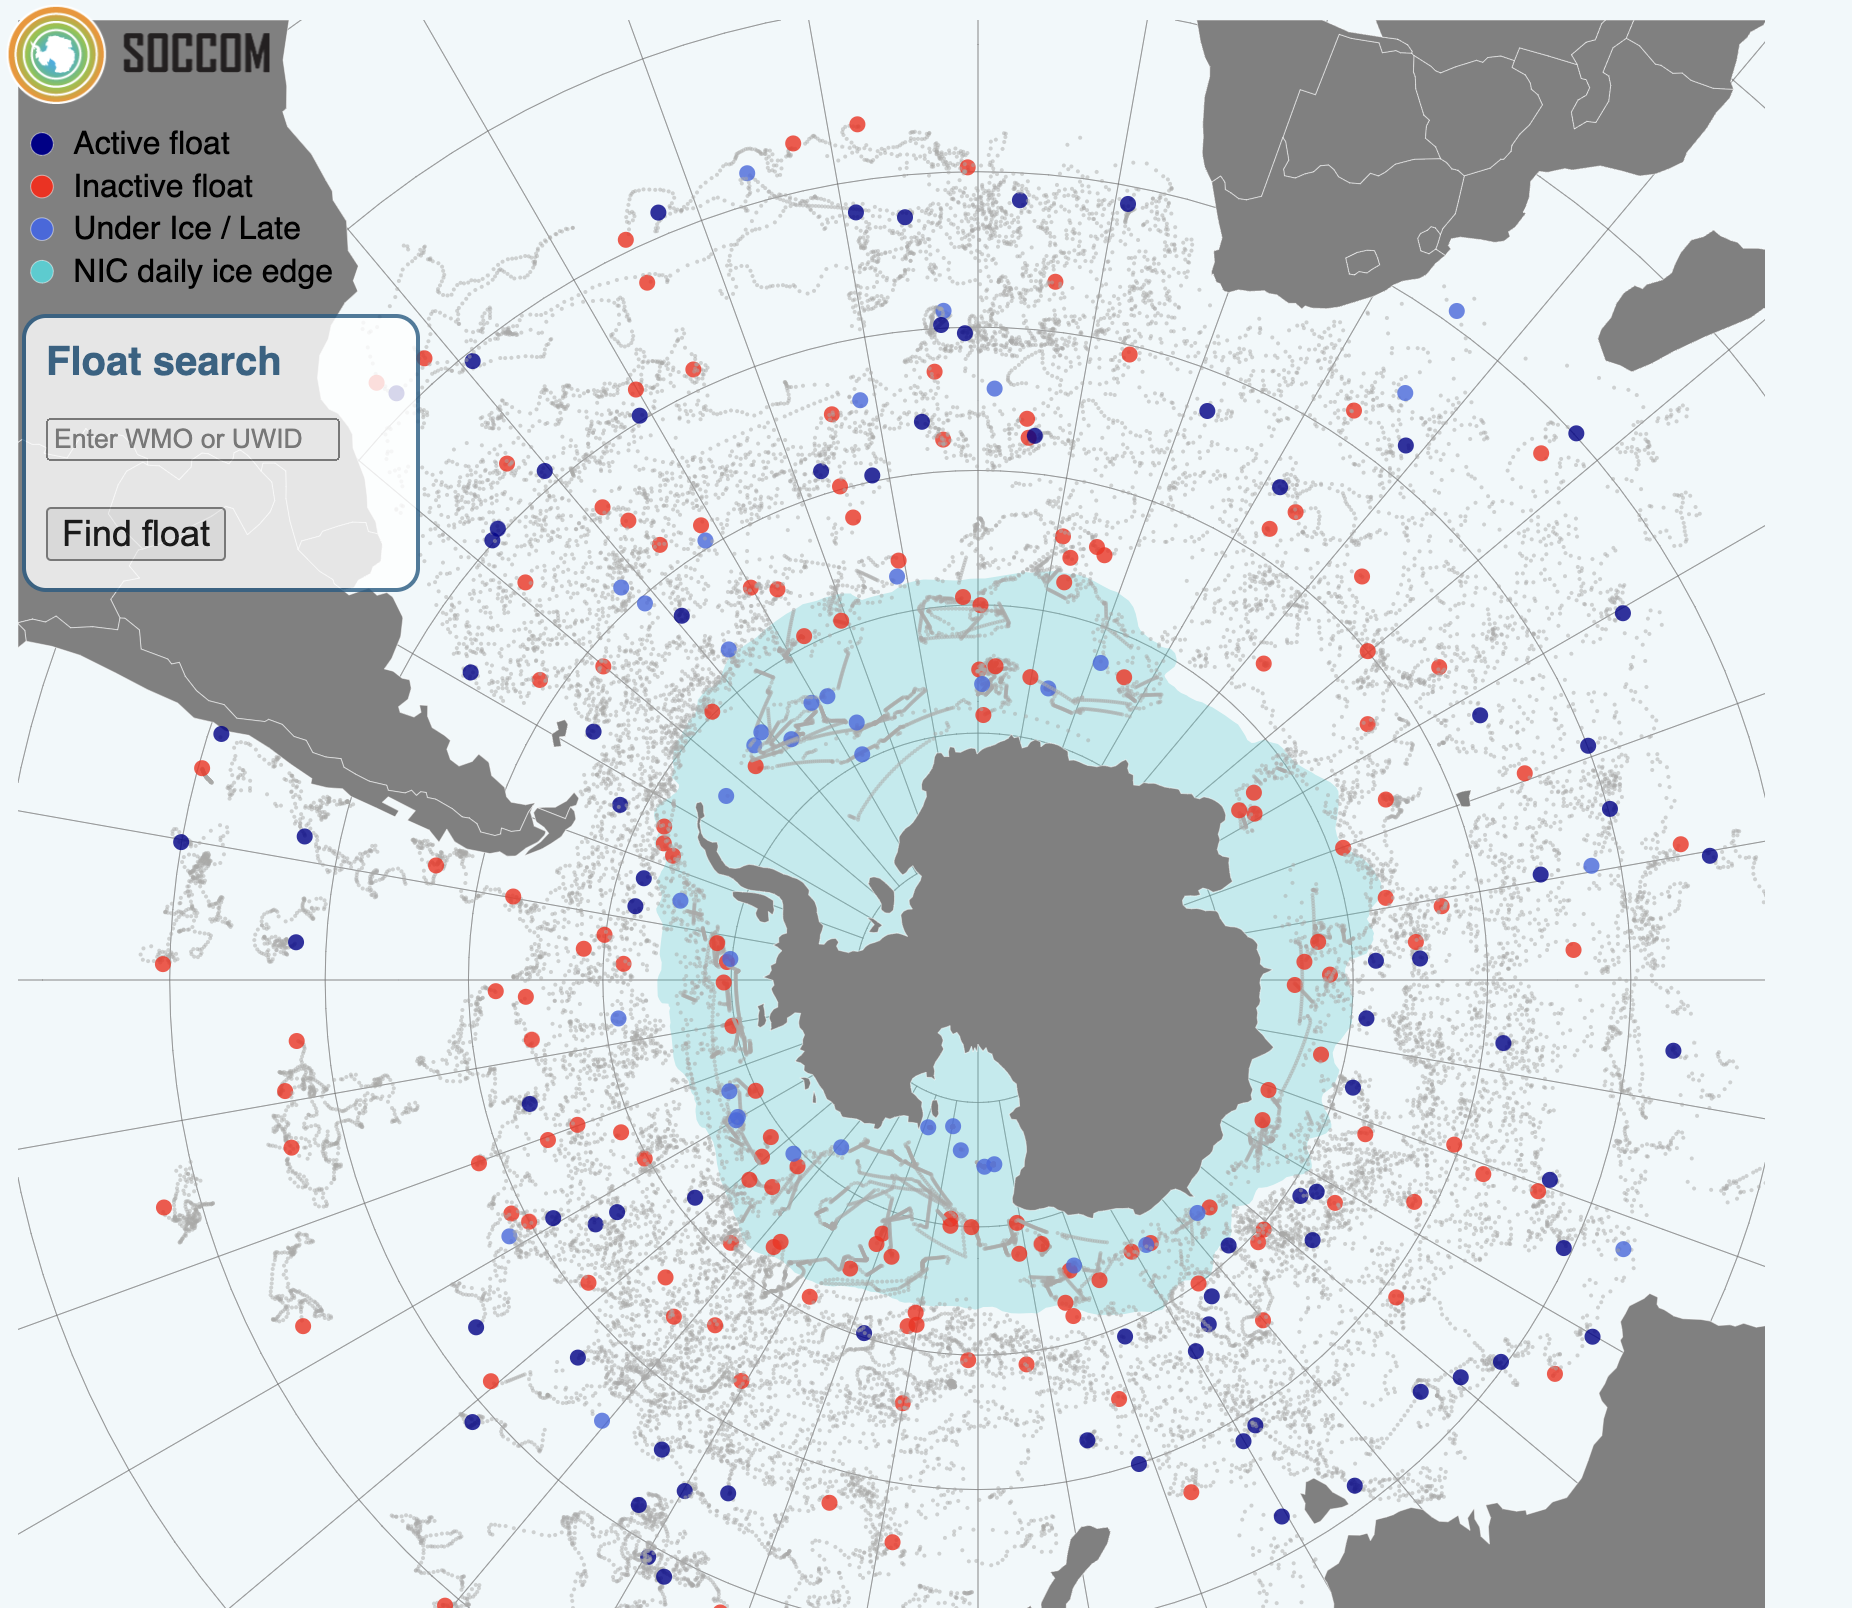 SOCCOM
Active float
Inactive float
Under Ice / Late
NIC daily ice edge
Float search
Enter WMO or UWID
Find float